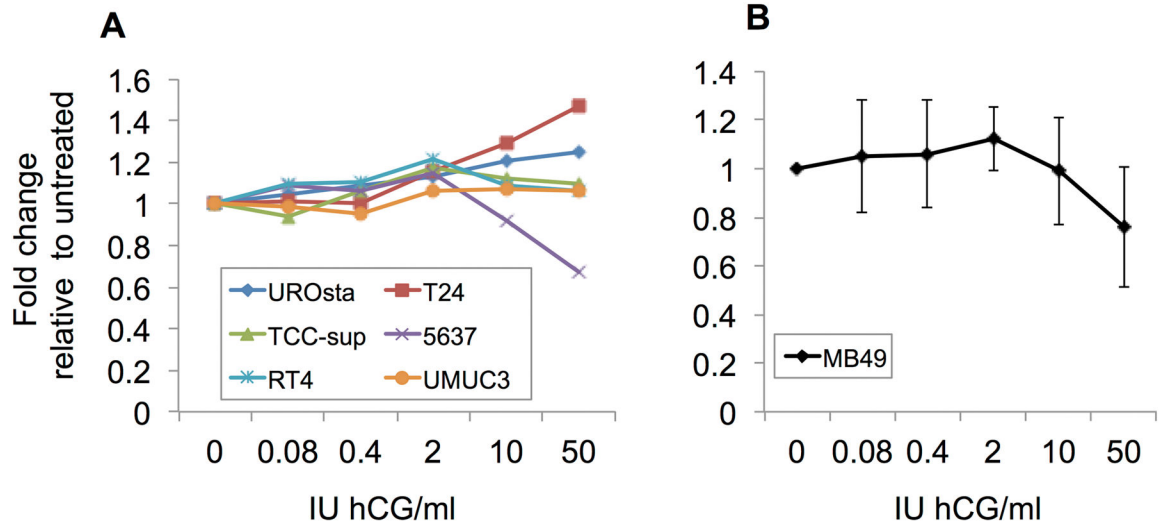 A
Fold change
relative to untreated
1.6
1.4
1.2
1
0.8
0.6
0.4
0.2
0
UROsta T24
TCC-sup 5637
RT4 UMUC3
0 0.08 0.4 2 10 50
IU hCG/ml
B
1.4
1.2
1
0.8
0.6
0.4
0.2
0
MB49
0 0.08 0.4 2 10 50
IU hCG/ml